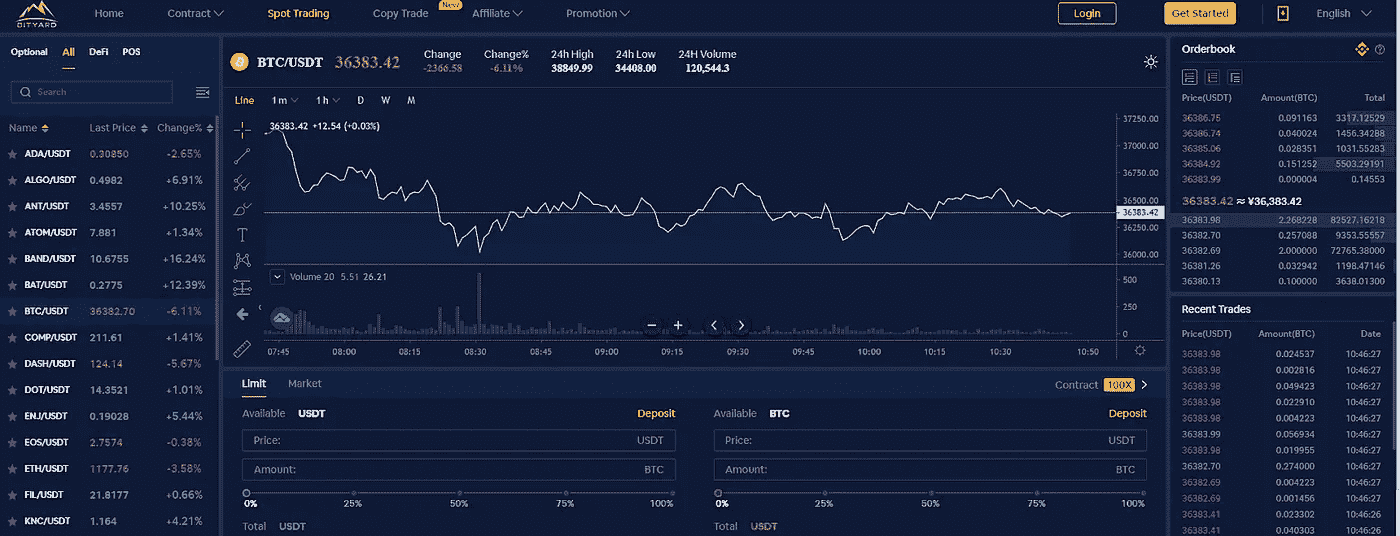 BITYARD
Home Contract Spot Trading Copy Trade New Affiliate Promotion Login Get Started English
Optional All DeFi POS
Search
Name Last Price Change%
ADA/USDT 0.30850 -2.65%
ALGO/USDT 0.4982 +6.91%
ANT/USDT 3.4557 +10.25%
ATOM/USDT 7.881 +1.34%
BAND/USDT 10.6755 +16.24%
BAT/USDT 0.2775 +12.39%
BTC/USDT 36382.70 -6.11%
COMP/USDT 211.61 +1.41%
DASH/USDT 124.14 -5.67%
DOT/USDT 14.3521 +1.01%
ENJ/USDT 0.19028 +5.44%
EOS/USDT 2.7574 -0.38%
ETH/USDT 1177.76 -3.58%
FIL/USDT 21.8177 +0.66%
KNC/USDT 1.164 +4.21%
BTC/USDT 36383.42
Change Change% 24h High 24h Low 24H Volume
-2366.58 -6.11% 38849.99 34408.00 120,544.3
Line 1m 1h D W M
36383.42 +12.54 (+0.03%)
37250.00
37000.00
36750.00
36500.00
36383.42
36250.00
36000.00
Volume 20 5.51 26.21
500
250
0
07:45 08:00 08:15 08:30 08:45 09:00 09:15 09:30 09:45 10:00 10:15 10:30 10:50
Limit Market Contract 100X
Available USDT Deposit
Price: USDT
Amount: BTC
0% 25% 50% 75% 100%
Total USDT
Available BTC Deposit
Price: USDT
Amount: BTC
0% 25% 50% 75% 100%
Total USDT
Orderbook
Price(USDT) Amount(BTC) Total
36386.75 0.091163 3317.12529
36386.74 0.040024 1456.34288
36385.06 0.028351 1031.55283
36384.92 0.151252 5503.29191
36383.99 0.000004 0.14553
36383.42 ≈ ¥36,383.42
36383.98 2.268228 82527.16218
36382.70 0.257088 9353.55557
36382.69 2.000000 72765.38000
36381.26 0.032942 1198.47146
36380.13 0.100000 3638.01300
Recent Trades
Price(USDT) Amount(BTC) Date
36383.98 0.024537 10:46:27
36383.98 0.002816 10:46:27
36383.98 0.049423 10:46:27
36383.98 0.022910 10:46:27
36383.98 0.004223 10:46:27
36383.99 0.056934 10:46:27
36383.98 0.019955 10:46:27
36382.70 0.274000 10:46:27
36382.69 0.004223 10:46:27
36382.69 0.001456 10:46:27
36383.41 0.023302 10:46:26
36383.41 0.040303 10:46:26